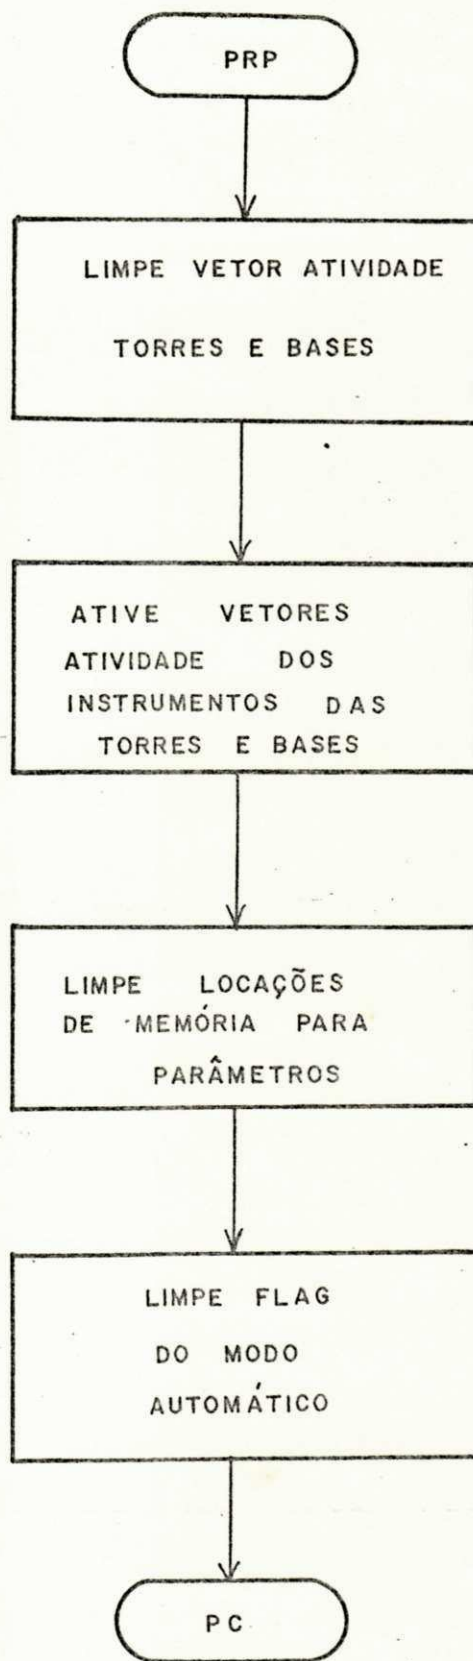 PRP
LIMPE VETOR ATIVIDADE
TORRES E BASES
ATIVE VETORES
ATIVIDADE DOS
INSTRUMENTOS DAS
TORRES E BASES
LIMPE LOCAÇÕES
DE MEMÓRIA PARA
PARÂMETROS
LIMPE FLAG
DO MODO
AUTOMÁTICO
PC